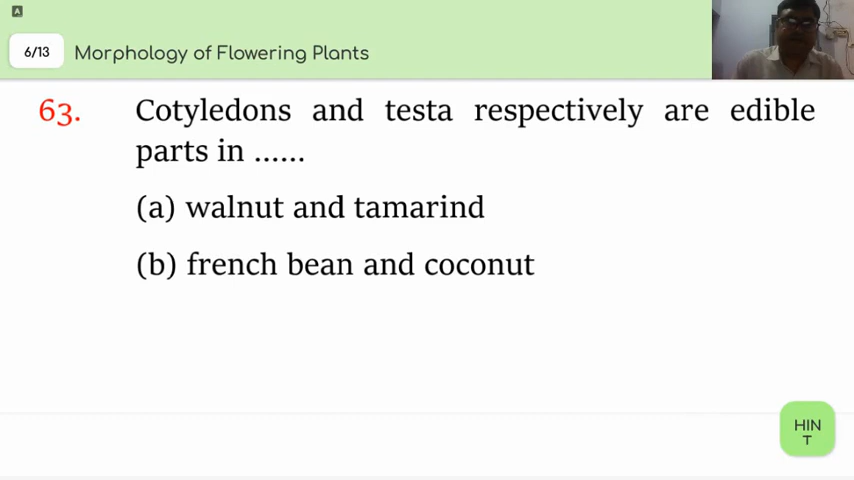 A
6/13 Morphology of Flowering Plants
63. Cotyledons and testa respectively are edible
parts in ......
(a) walnut and tamarind
(b) french bean and coconut
HIN
T